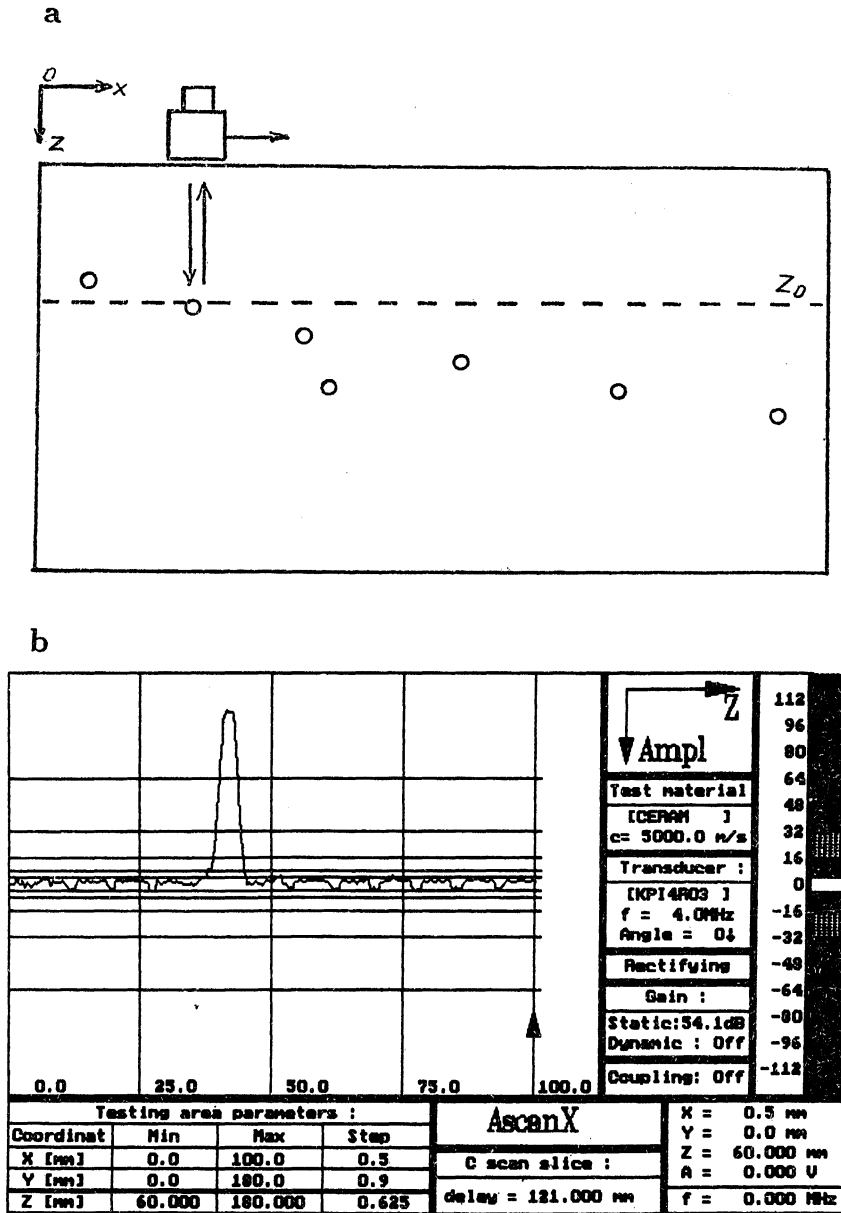 a
0
X
Z
Z0
b
0.0 25.0 50.0 75.0 100.0
Z
Ampl
Test material
[CERAM ]
c= 5000.0 m/s
Transducer :
[KPI4R03 ]
f = 4.0MHz
Angle = 0↓
Rectifying
Gain :
Static:54.1dB
Dynamic : Off
Coupling: Off
112
96
80
64
48
32
16
0
-16
-32
-48
-64
-80
-96
-112
Testing area parameters :
Coordinat Min Max Step
X [mm] 0.0 100.0 0.5
Y [mm] 0.0 180.0 0.9
Z [mm] 60.000 180.000 0.625
AscanX
C scan slice :
delay = 121.000 mm
X = 0.5 mm
Y = 0.0 mm
Z = 60.000 mm
A = 0.000 V
f = 0.000 MHz